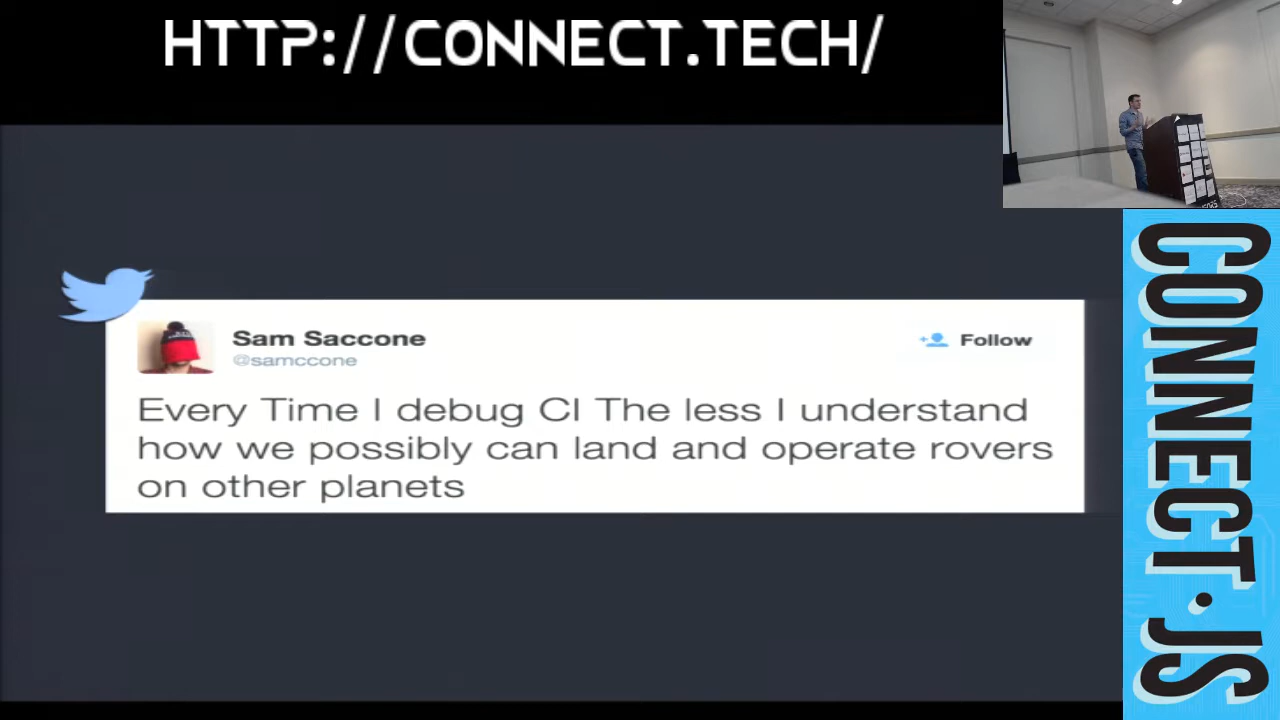 HTTP://CONNECT.TECH/
Sam Saccone
@samccone
Follow
Every Time I debug CI The less I understand
how we possibly can land and operate rovers
on other planets
CONNECT.JS